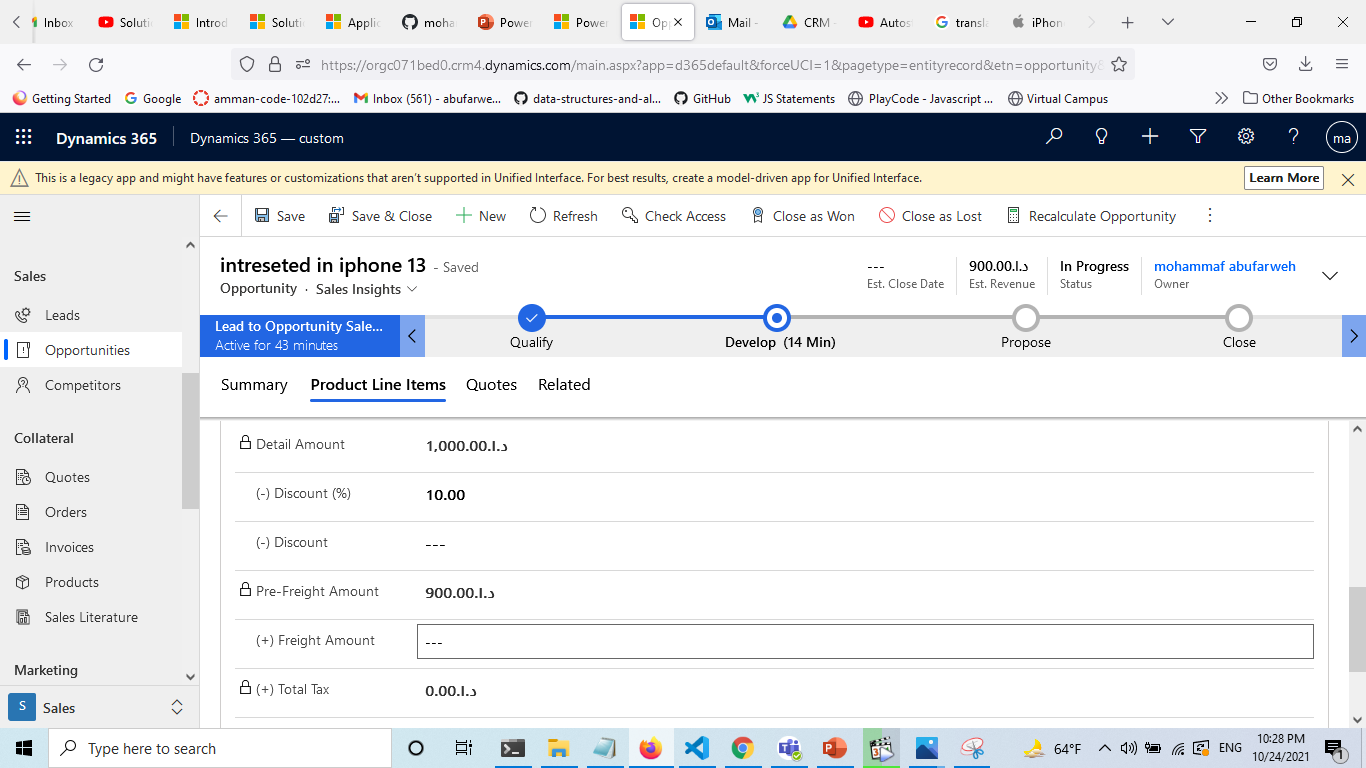 Inbox
Soluti
Introd
Soluti
Applic
moha
Power
Power
Opp
Mail -
CRM -
Autos
transla
iPhon
https://orgc071bed0.crm4.dynamics.com/main.aspx?app=d365default&forceUCI=1&pagetype=entityrecord&etn=opportunity&
Getting Started
Google
amman-code-102d27:...
Inbox (561) - abufarwe...
data-structures-and-al...
GitHub
JS Statements
PlayCode - Javascript ...
Virtual Campus
Other Bookmarks
Dynamics 365
Dynamics 365 — custom
ma
This is a legacy app and might have features or customizations that aren't supported in Unified Interface. For best results, create a model-driven app for Unified Interface.
Learn More
Save
Save & Close
New
Refresh
Check Access
Close as Won
Close as Lost
Recalculate Opportunity
Sales
Leads
Opportunities
Competitors
Collateral
Quotes
Orders
Invoices
Products
Sales Literature
Marketing
S
Sales
intreseted in iphone 13 - Saved
Opportunity · Sales Insights
---
Est. Close Date
د.ا.900.00
Est. Revenue
In Progress
Status
mohammaf abufarweh
Owner
Lead to Opportunity Sale...
Active for 43 minutes
Qualify
Develop (14 Min)
Propose
Close
Summary
Product Line Items
Quotes
Related
Detail Amount
د.ا.1,000.00
(-) Discount (%)
10.00
(-) Discount
---
Pre-Freight Amount
د.ا.900.00
(+) Freight Amount
---
(+) Total Tax
د.ا.0.00
Type here to search
64°F
ENG
10:28 PM
10/24/2021
1